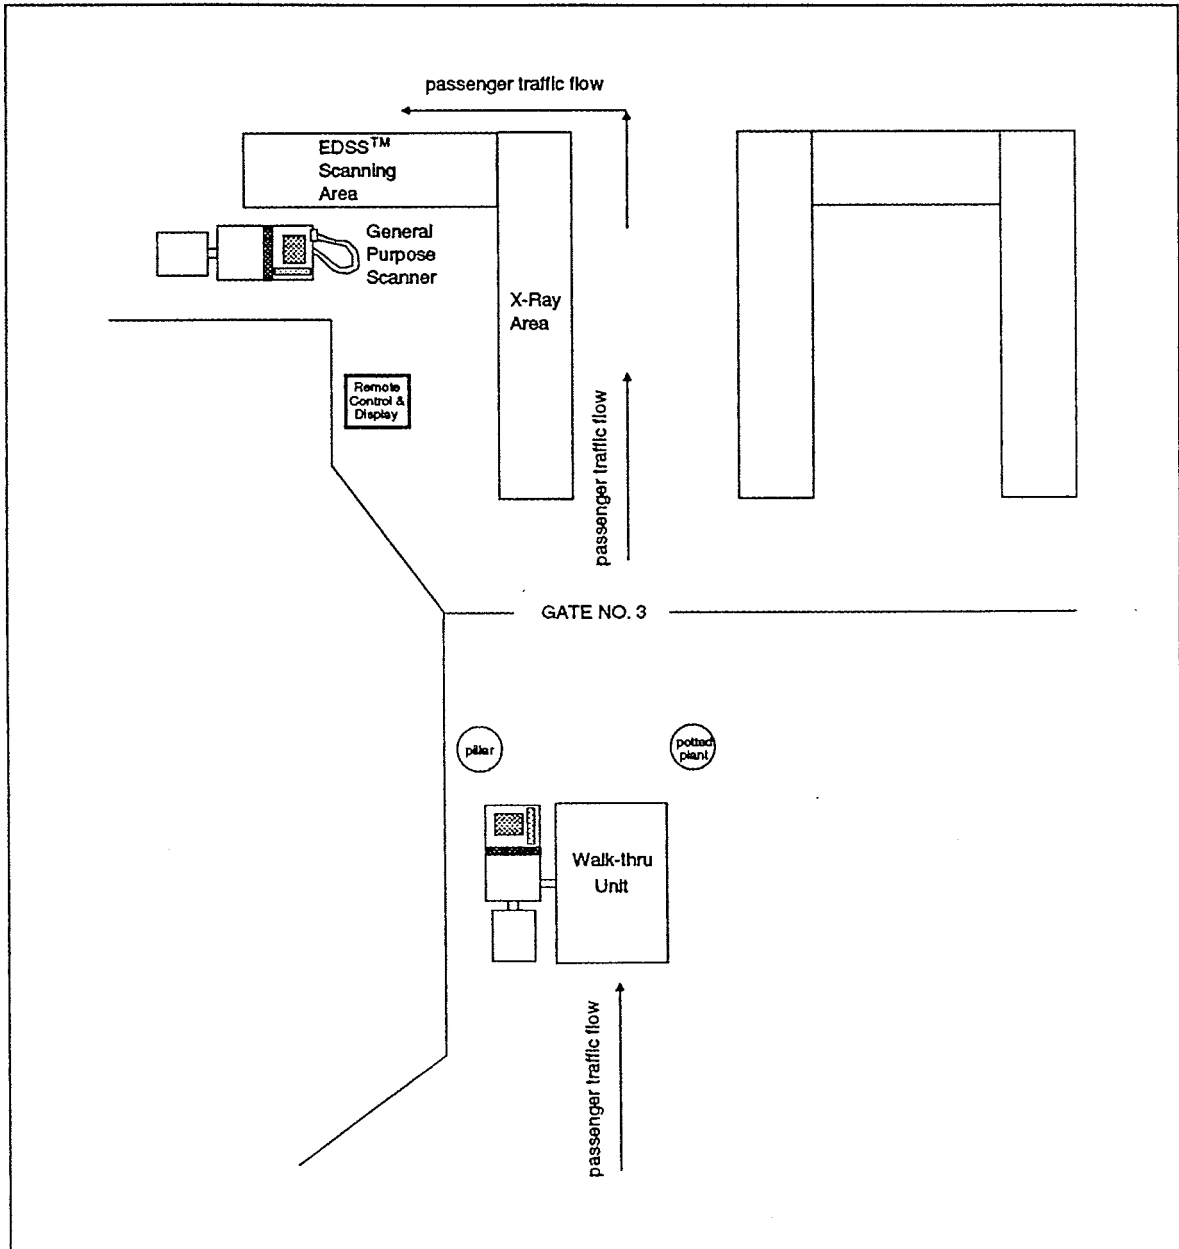 passenger traffic flow
EDSS™
Scanning
Area
General
Purpose
Scanner
X-Ray
Area
Remote
Control &
Display
passenger traffic flow
GATE NO. 3
pillar
potted
plant
Walk-thru
Unit
passenger traffic flow